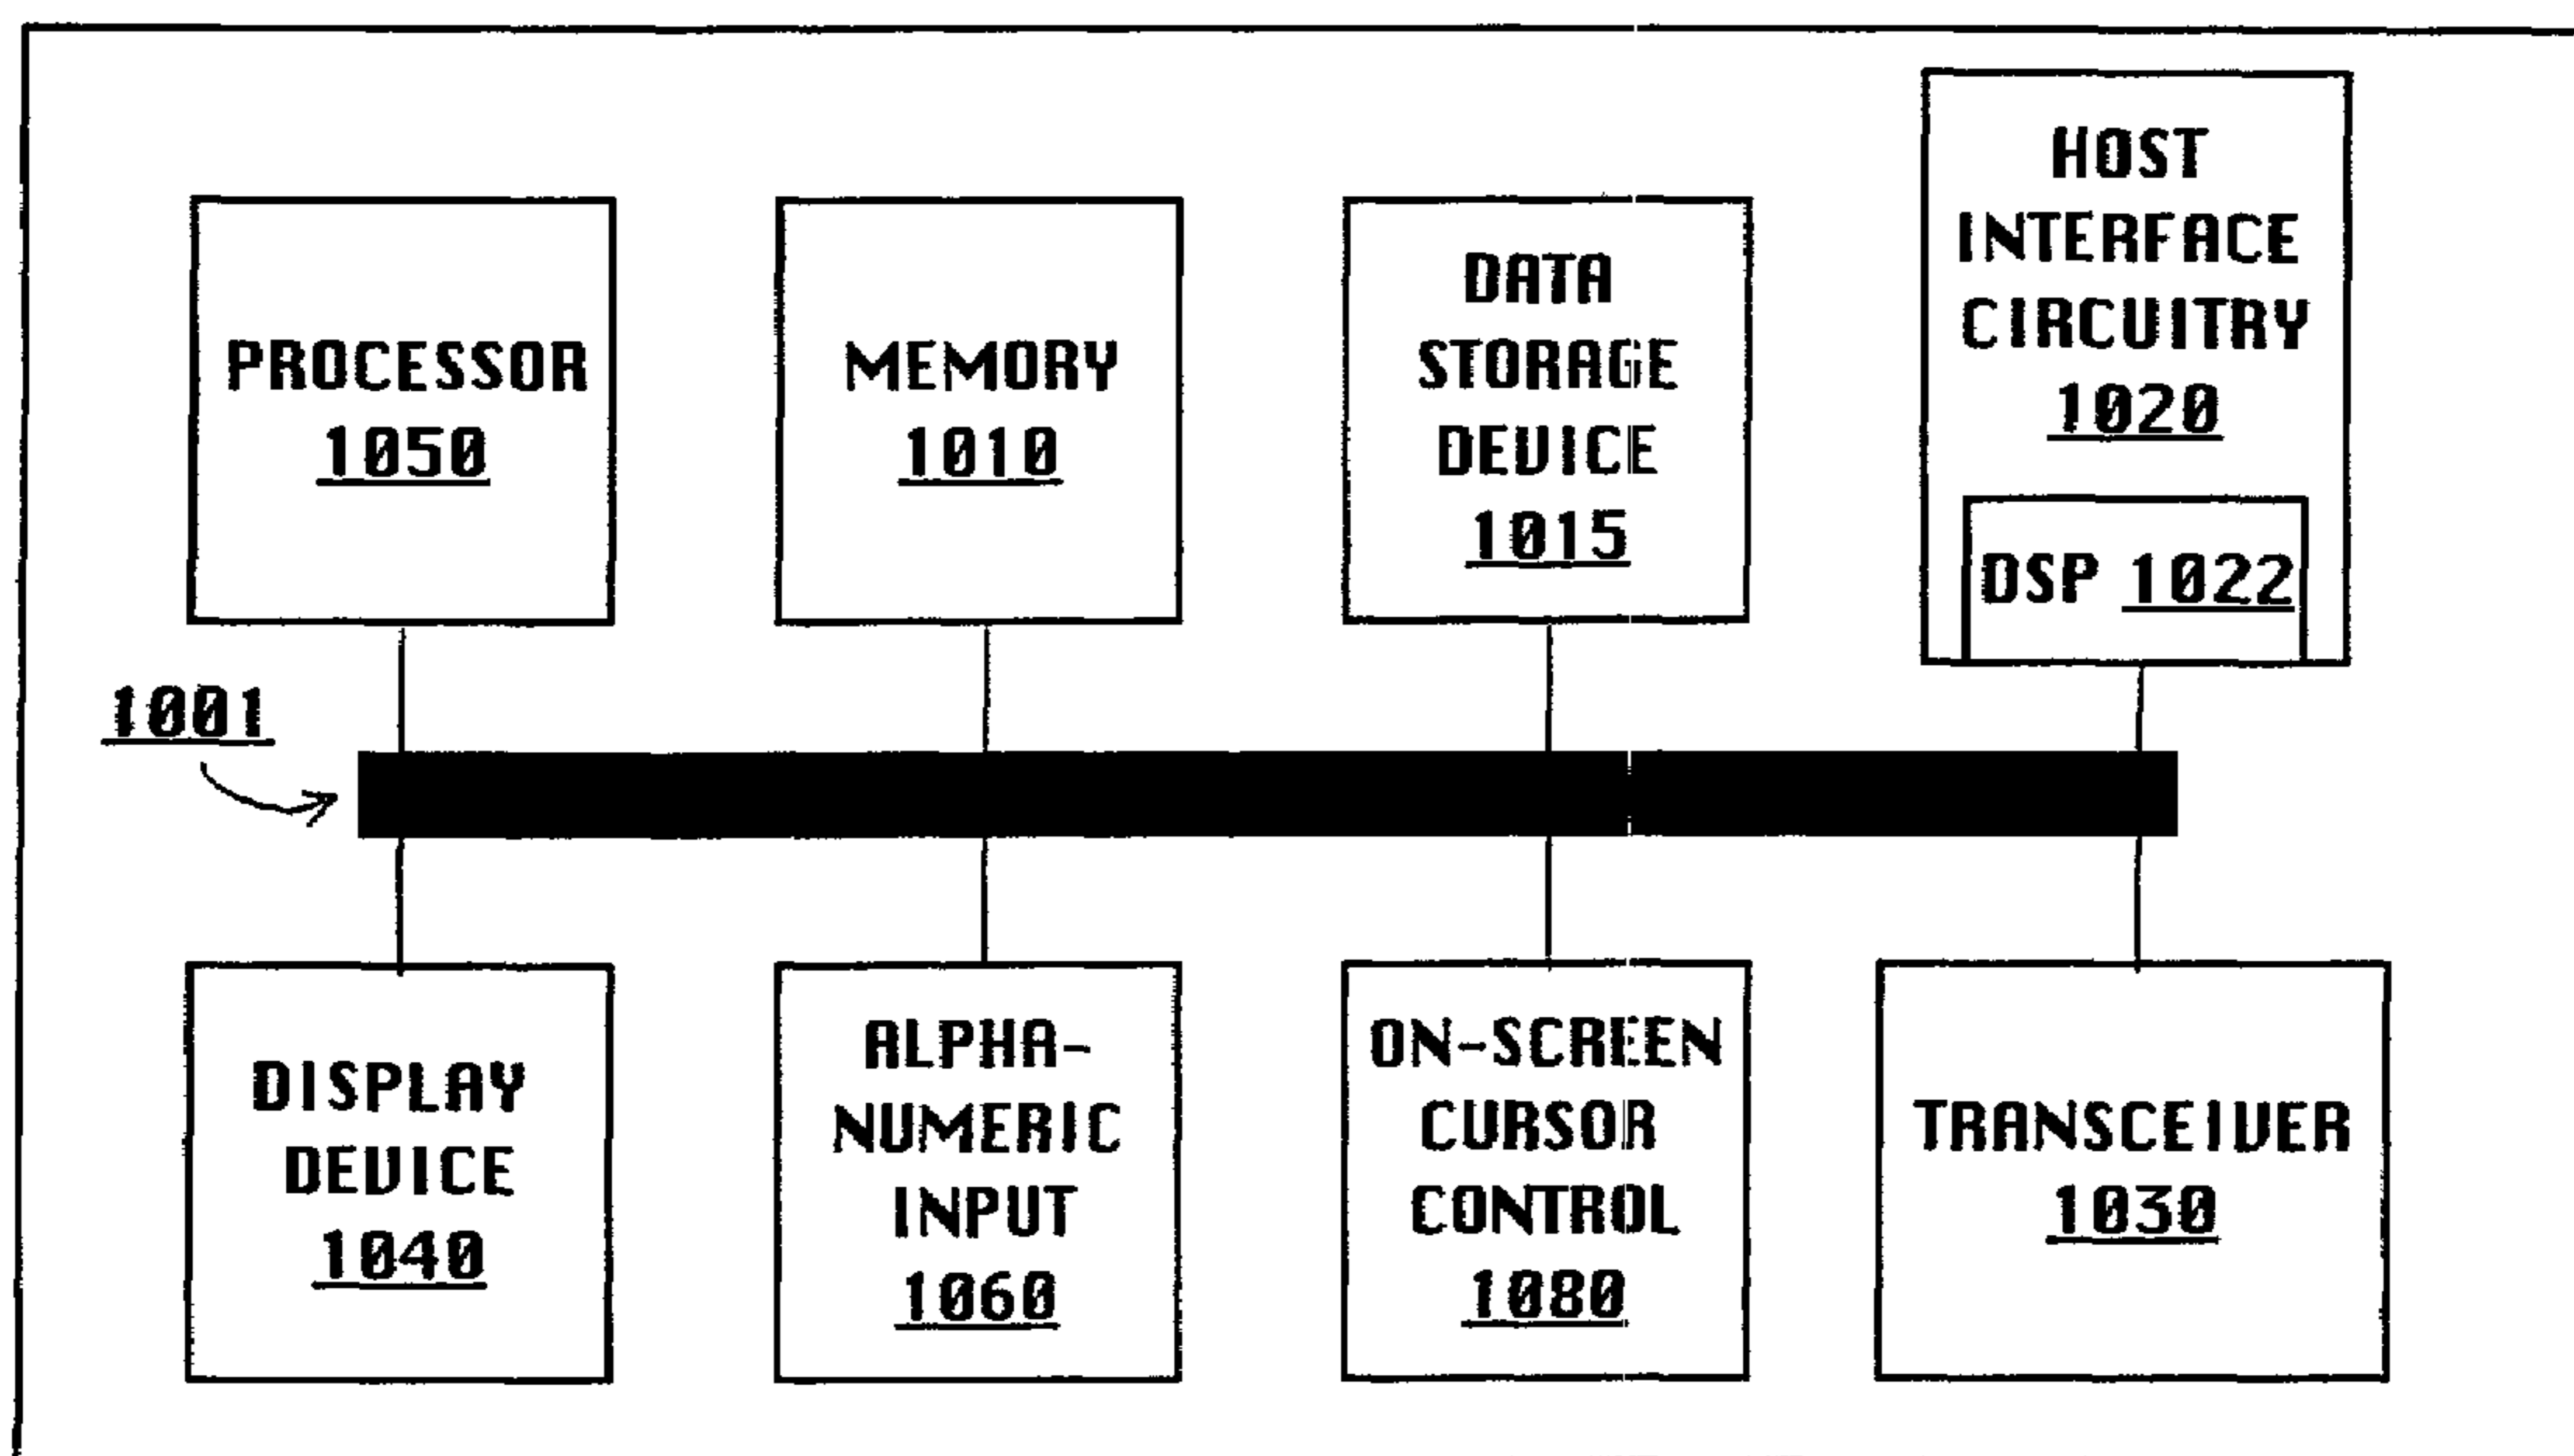 PROCESSOR
1050
MEMORY
1010
DATA
STORAGE
DEVICE
1015
HOST
INTERFACE
CIRCUITRY
1020
DSP 1022
1001
DISPLAY
DEVICE
1040
ALPHA-
NUMERIC
INPUT
1060
ON-SCREEN
CURSOR
CONTROL
1080
TRANSCEIVER
1030